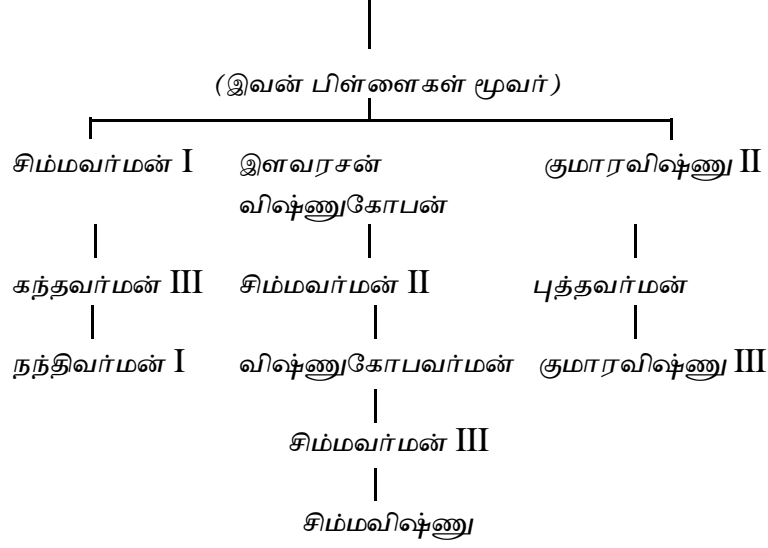 (இவன் பிள்ளைகள் மூவர்)
சிம்மவர்மன் I இளவரசன் குமாரவிஷ்ணு II
விஷ்ணுகோபன்
கந்தவர்மன் III சிம்மவர்மன் II புத்தவர்மன்
நந்திவர்மன் I விஷ்ணுகோபவர்மன் குமாரவிஷ்ணு III
சிம்மவர்மன் III
சிம்மவிஷ்ணு